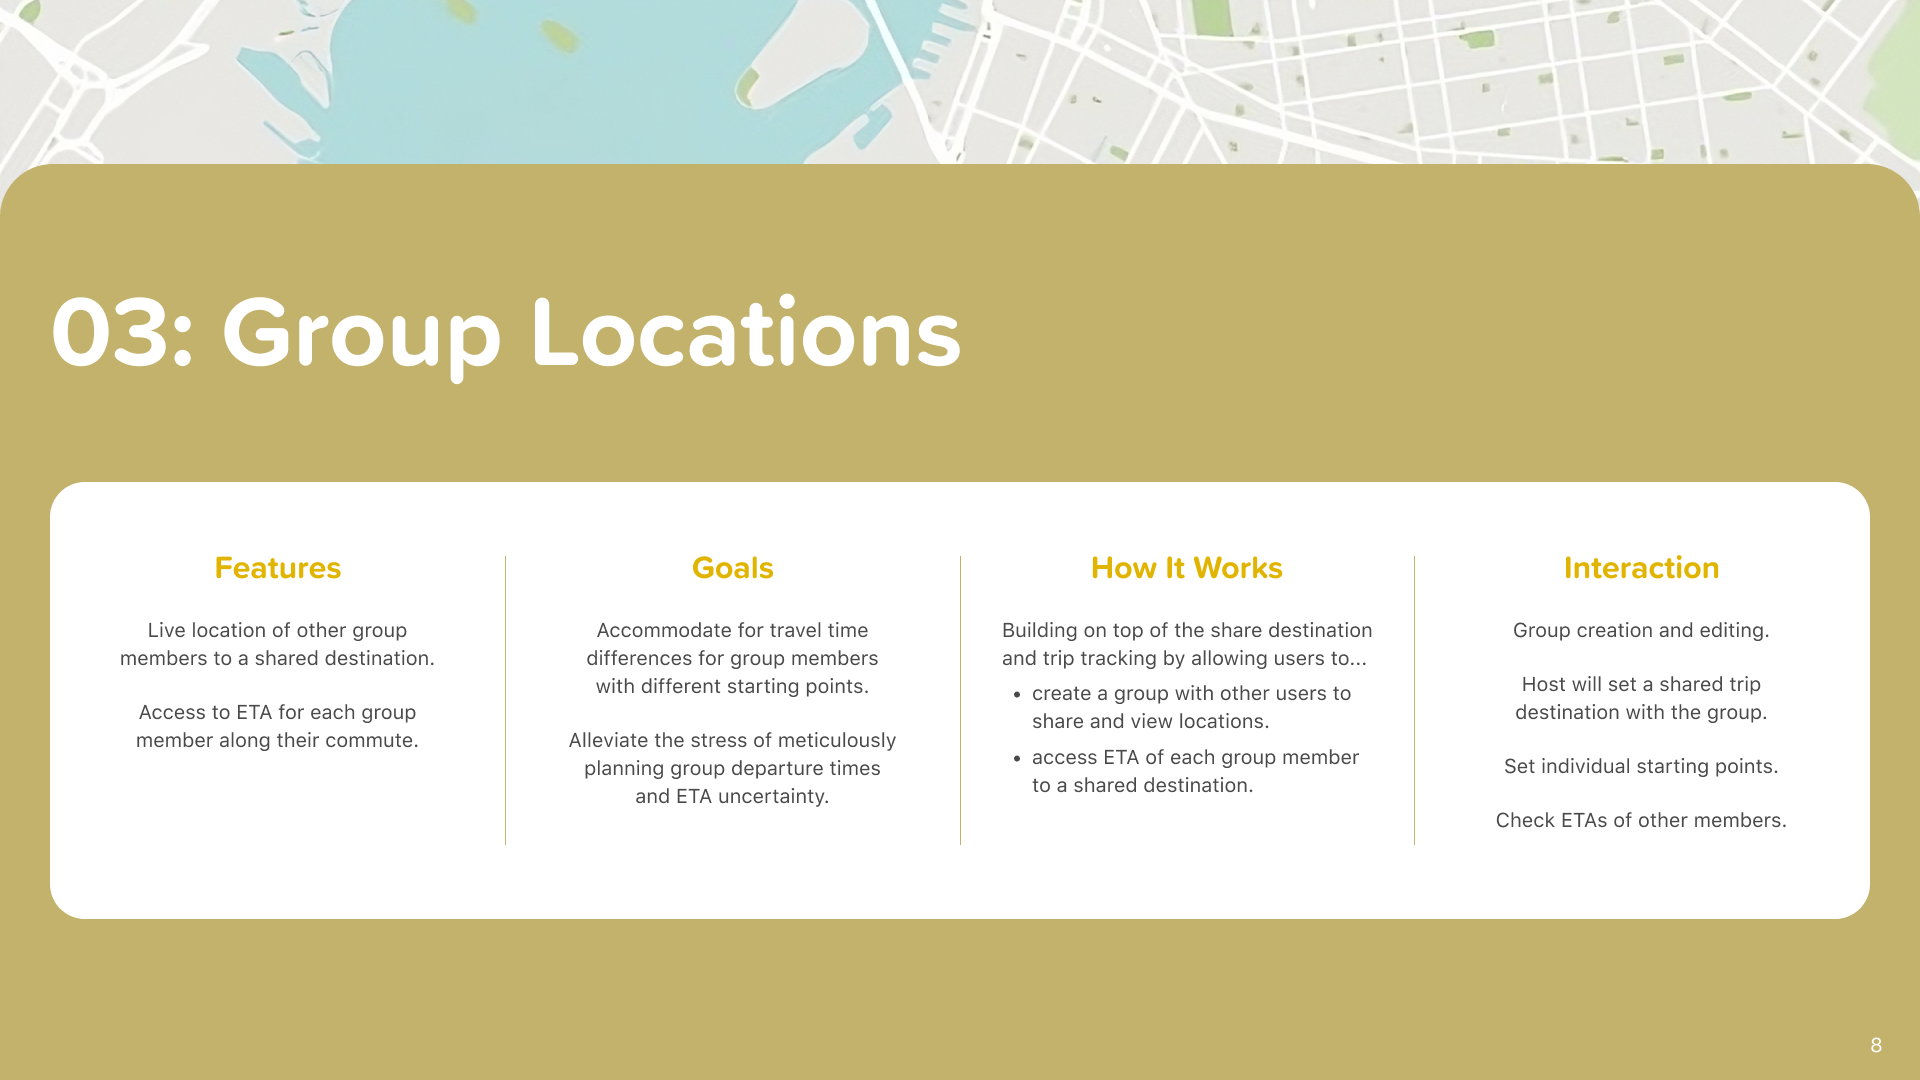 03: Group Locations
Features
Live location of other group
members to a shared destination.
Access to ETA for each group
member along their commute.
Goals
Accommodate for travel time
differences for group members
with different starting points.
Alleviate the stress of meticulously
planning group departure times
and ETA uncertainty.
How It Works
Building on top of the share destination
and trip tracking by allowing users to...
• create a group with other users to
share and view locations.
• access ETA of each group member
to a shared destination.
Interaction
Group creation and editing.
Host will set a shared trip
destination with the group.
Set individual starting points.
Check ETAs of other members.
8